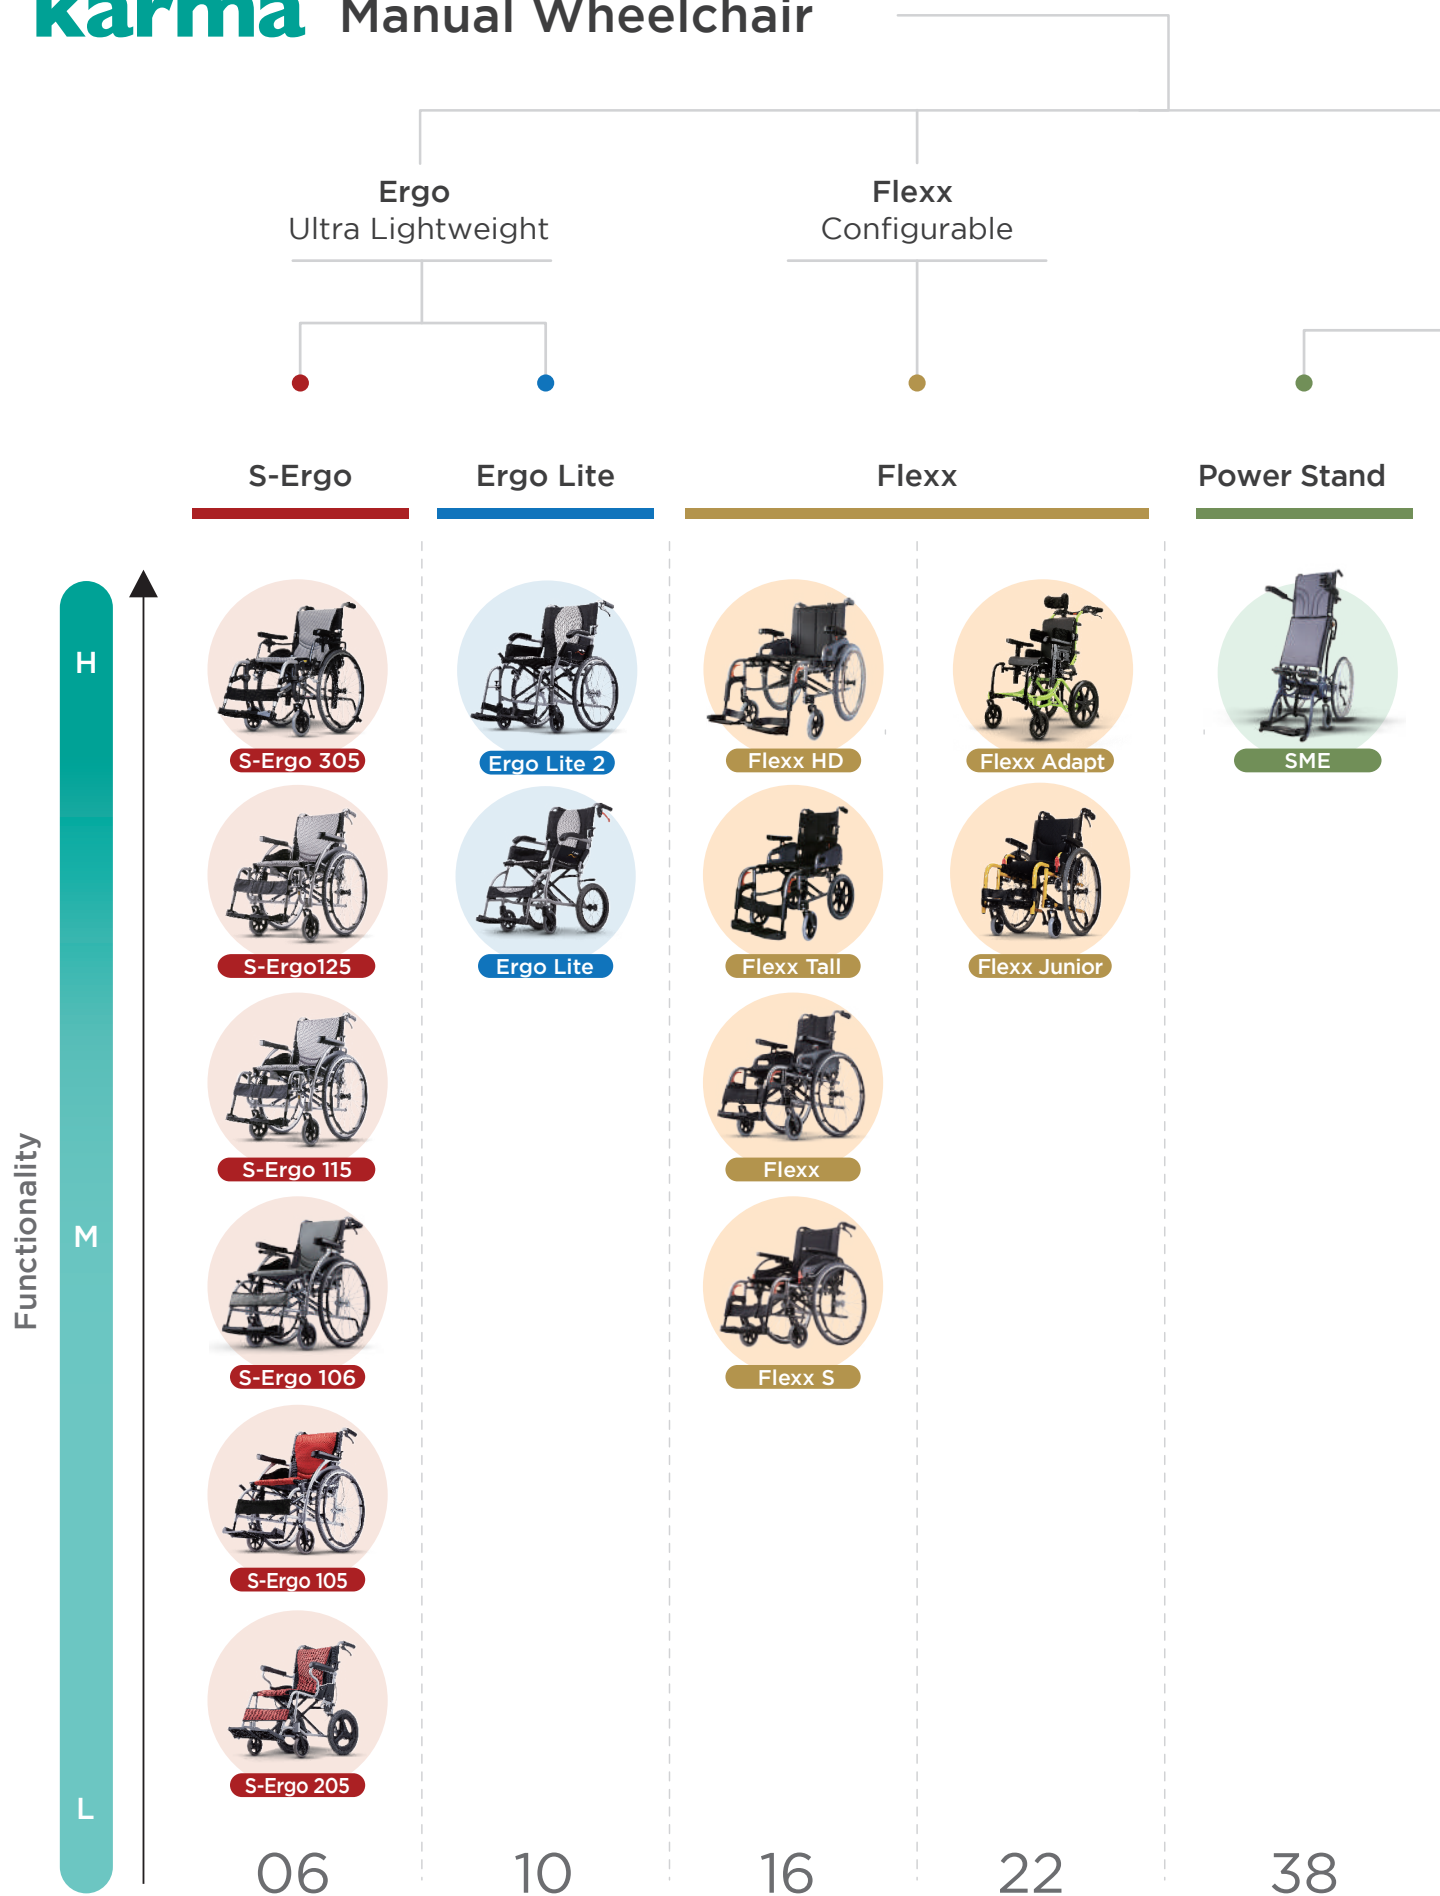 karma Manual Wheelchair
Ergo
Ultra Lightweight
Flexx
Configurable
S-Ergo
Ergo Lite
Flexx
Power Stand
Functionality
H
M
L
S-Ergo 305
Ergo Lite 2
Flexx HD
Flexx Adapt
SME
S-Ergo125
Ergo Lite
Flexx Tall
Flexx Junior
S-Ergo 115
Flexx
S-Ergo 106
Flexx S
S-Ergo 105
S-Ergo 205
06
10
16
22
38